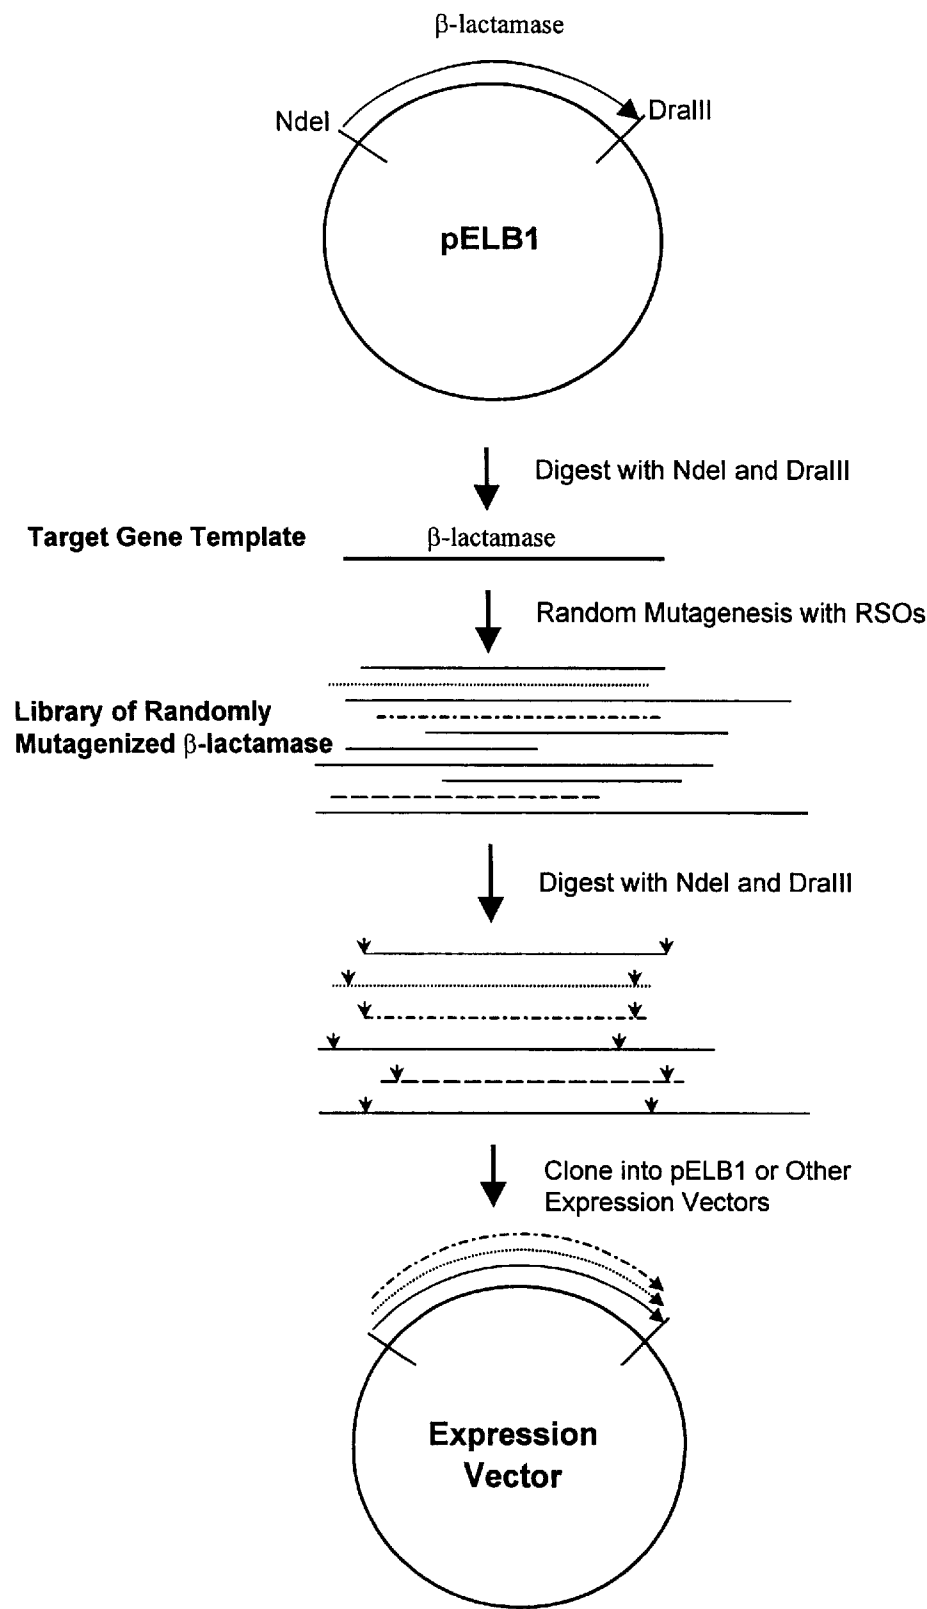 β-lactamase
NdeI
DraIII
pELB1
Digest with NdeI and DraIII
Target Gene Template
β-lactamase
Random Mutagenesis with RSOs
Library of Randomly
Mutagenized β-lactamase
Digest with NdeI and DraIII
Clone into pELB1 or Other
Expression Vectors
Expression
Vector